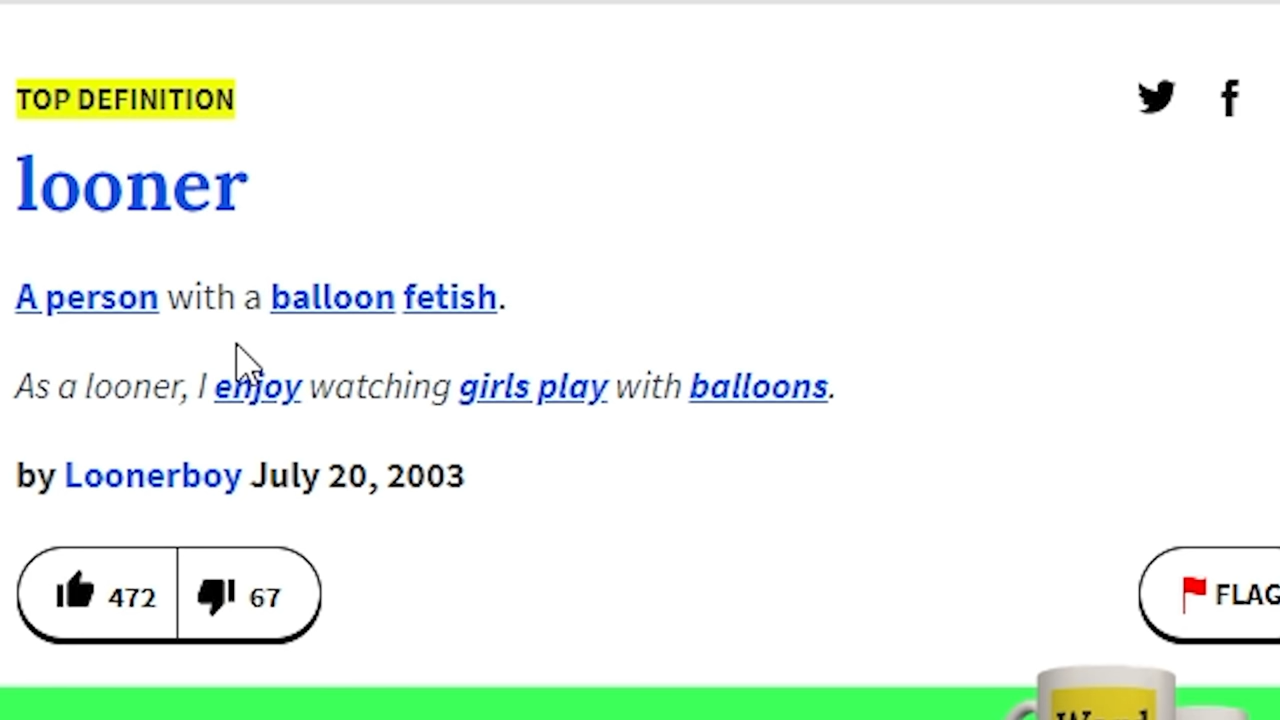 TOP DEFINITION
looner
A person with a balloon fetish.
As a looner, I enjoy watching girls play with balloons.
by Loonerboy July 20, 2003
472 67
FLAG